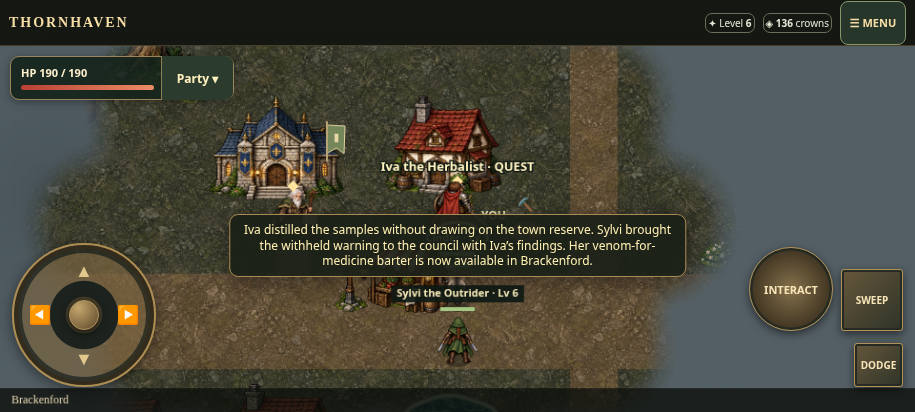 THORNHAVEN
✦ Level 6
◈ 136 crowns
☰ MENU
HP 190 / 190
Party ▾
Iva the Herbalist · QUEST
YOU
Iva distilled the samples without drawing on the town reserve. Sylvi brought
the withheld warning to the council with Iva's findings. Her venom-for-
medicine barter is now available in Brackenford.
Sylvi the Outrider · Lv 6
INTERACT
SWEEP
DODGE
Brackenford